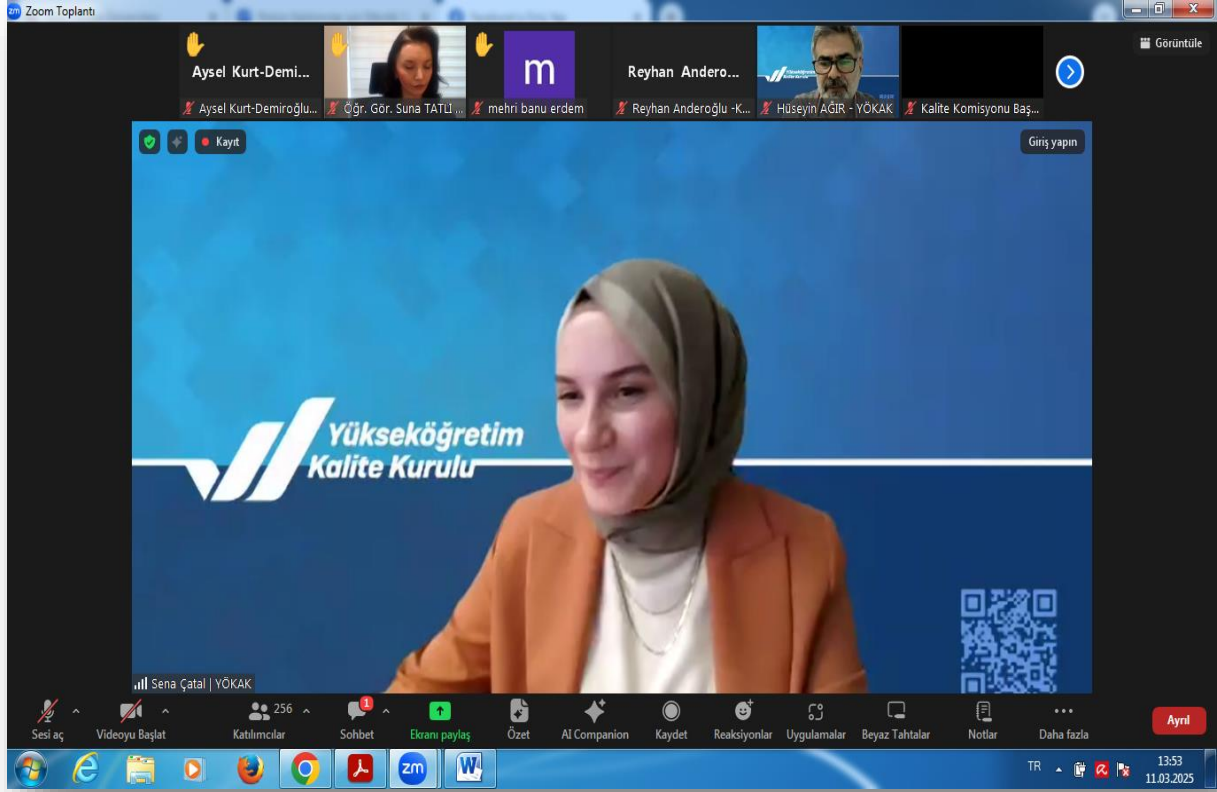 zm Zoom Toplantı
Görüntüle
Aysel Kurt-Demi...
m
Reyhan Andero...
Aysel Kurt-Demiroğlu...
Öğr. Gör. Suna TATLI ...
mehri banu erdem
Reyhan Anderoğlu -K...
Hüseyin AĞIR - YÖKAK
Kalite Komisyonu Baş...
Kayıt
Giriş yapın
Yükseköğretim
Kalite Kurulu
Sena Çatal | YÖKAK
256
1
Sesi aç
Videoyu Başlat
Katılımcılar
Sohbet
Ekranı paylaş
Özet
AI Companion
Kaydet
Reaksiyonlar
Uygulamalar
Beyaz Tahtalar
Notlar
Daha fazla
Ayrıl
zm
W
TR
13:53
11.03.2025